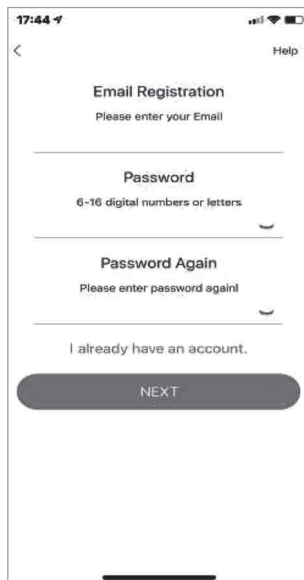 17:44
Help
Email Registration
Please enter your Email
Password
6-16 digital numbers or letters
Password Again
Please enter password again!
I already have an account.
NEXT